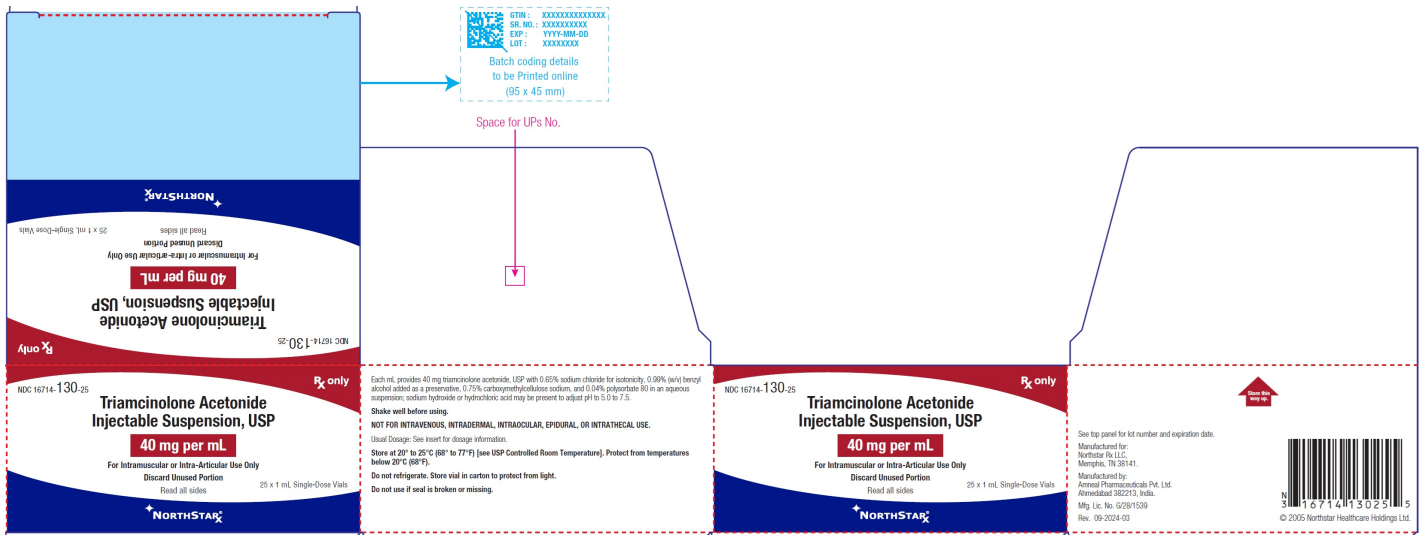 GTIN : XXXXXXXXXXXXXX
SR. NO. : XXXXXXXXXX
EXP : YYYY-MM-DD
LOT : XXXXXXXX
Batch coding details
to be Printed online
(95 x 45 mm)
Space for UPs No.
NDC 16714-130-25
Rx only
Triamcinolone Acetonide
Injectable Suspension, USP
40 mg per mL
For Intramuscular or Intra-articular Use Only
Discard Unused Portion
Read all sides
25 x 1 mL Single-Dose Vials
NORTHSTARRx
NDC 16714-130-25
Rx only
Triamcinolone Acetonide
Injectable Suspension, USP
40 mg per mL
For Intramuscular or Intra-Articular Use Only
Discard Unused Portion
Read all sides
25 x 1 mL Single-Dose Vials
NORTHSTARRx
Each mL provides 40 mg triamcinolone acetonide, USP with 0.65% sodium chloride for isotonicity, 0.99% (w/v) benzyl
alcohol added as a preservative, 0.75% carboxymethylcellulose sodium, and 0.04% polysorbate 80 in an aqueous
suspension; sodium hydroxide or hydrochloric acid may be present to adjust pH to 5.0 to 7.5.
Shake well before using.
NOT FOR INTRAVENOUS, INTRADERMAL, INTRAOCULAR, EPIDURAL, OR INTRATHECAL USE.
Usual Dosage: See insert for dosage information.
Store at 20° to 25°C (68° to 77°F) [see USP Controlled Room Temperature]. Protect from temperatures
below 20°C (68°F).
Do not refrigerate. Store vial in carton to protect from light.
Do not use if seal is broken or missing.
NDC 16714-130-25
Rx only
Triamcinolone Acetonide
Injectable Suspension, USP
40 mg per mL
For Intramuscular or Intra-Articular Use Only
Discard Unused Portion
Read all sides
25 x 1 mL Single-Dose Vials
NORTHSTARRx
Store this
way up.
See top panel for lot number and expiration date.
Manufactured for:
Northstar Rx LLC,
Memphis, TN 38141.
Manufactured by:
Amneal Pharmaceuticals Pvt. Ltd.
Ahmedabad 382213, India.
Mfg. Lic. No. G/28/1539
Rev. 09-2024-03
N
3 16714 13025 5
© 2005 Northstar Healthcare Holdings Ltd.